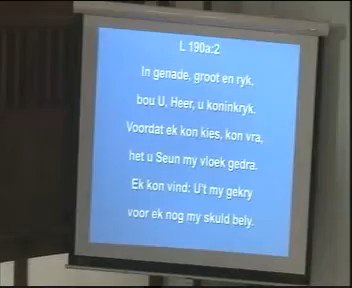 L 190a:2
In genade, groot en ryk.
bou U, Heer, u koninkryk.
Voordat ek kon kies, kon vra,
het u Seun my vloek gedra.
Ek kon vind: U't my gekry
voor ek nog my skuld bely.